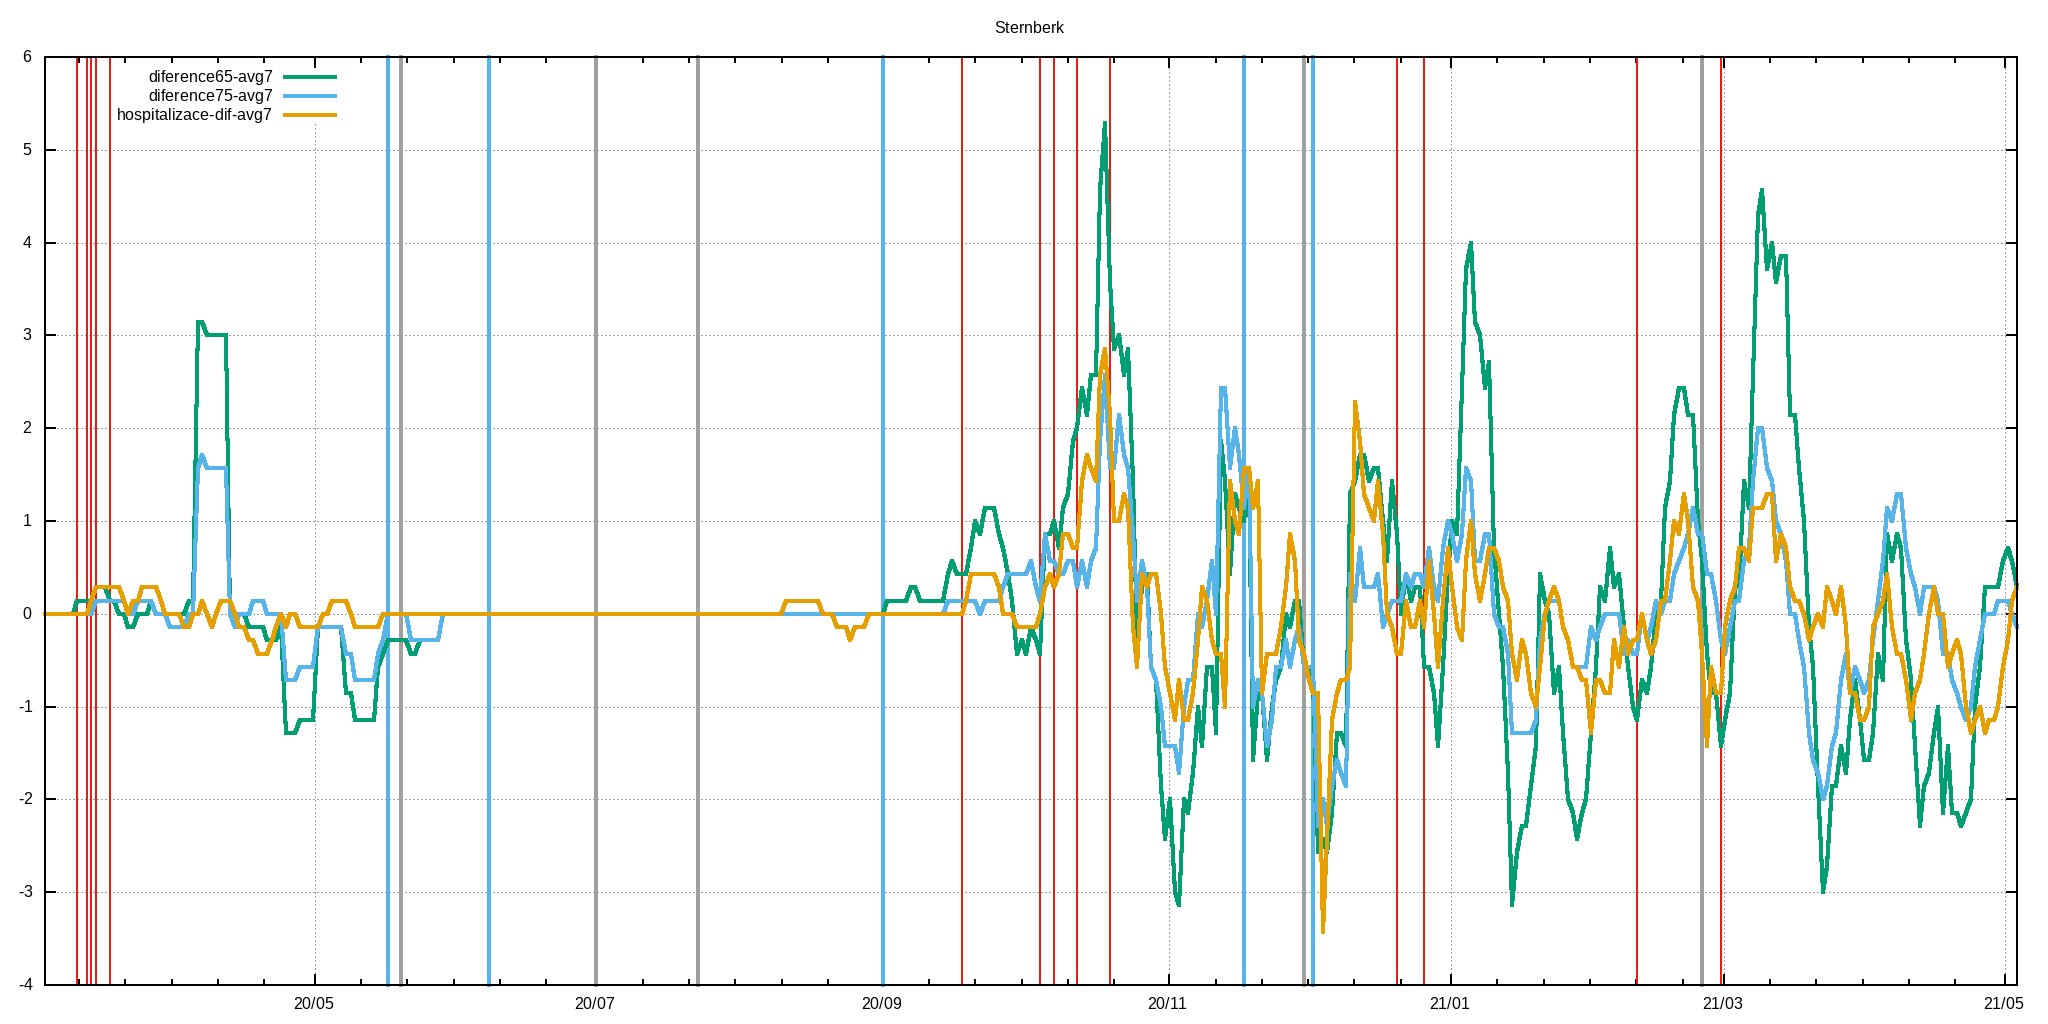 Sternberk
6
diference65-avg7
diference75-avg7
hospitalizace-dif-avg7
5
4
3
2
1
0
-1
-2
-3
-4
20/05 20/07 20/09 20/11 21/01 21/03 21/05